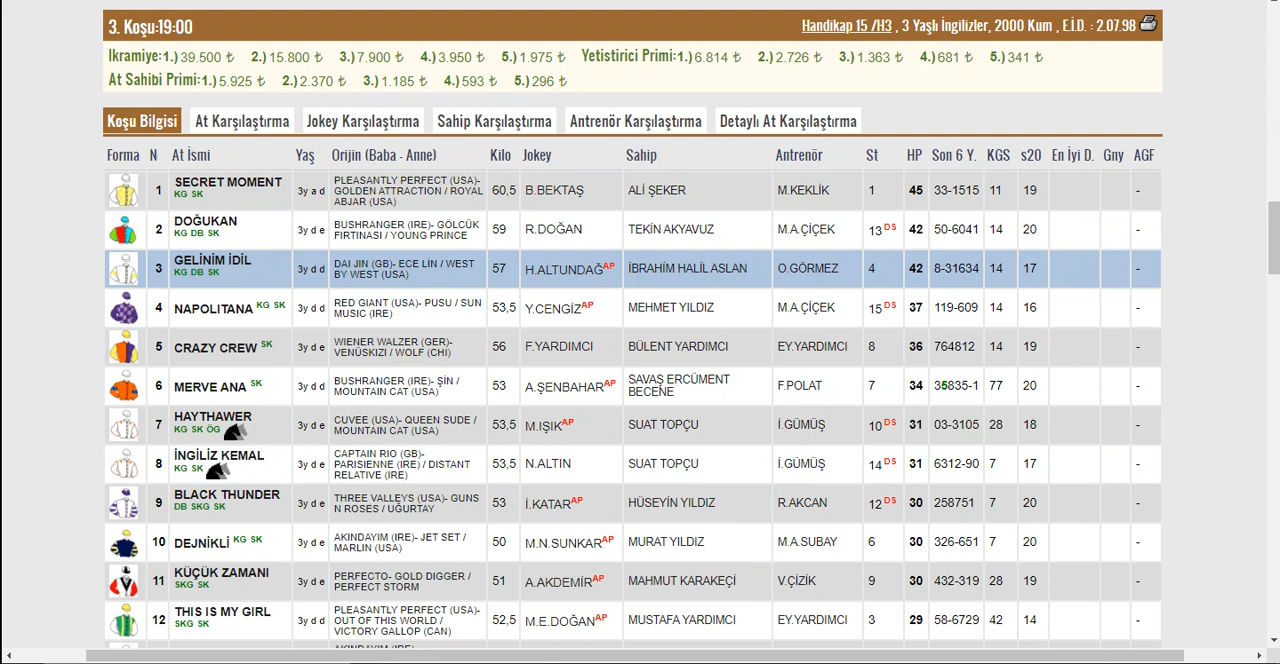 3. Koşu:19:00 Handikap 15 /H3 , 3 Yaşlı İngilizler, 2000 Kum , E.İ.D. : 2.07.98
Ikramiye:1.) 39.500 ₺ 2.) 15.800 ₺ 3.) 7.900 ₺ 4.) 3.950 ₺ 5.) 1.975 ₺ Yetistirici Primi:1.) 6.814 ₺ 2.) 2.726 ₺ 3.) 1.363 ₺ 4.) 681 ₺ 5.) 341 ₺
At Sahibi Primi:1.) 5.925 ₺ 2.) 2.370 ₺ 3.) 1.185 ₺ 4.) 593 ₺ 5.) 296 ₺
Koşu Bilgisi At Karşılaştırma Jokey Karşılaştırma Sahip Karşılaştırma Antrenör Karşılaştırma Detaylı At Karşılaştırma
Forma N At İsmi Yaş Orijin (Baba - Anne) Kilo Jokey Sahip Antrenör St HP Son 6 Y. KGS s20 En İyi D. Gny AGF
1 SECRET MOMENT KG SK 3y a d PLEASANTLY PERFECT (USA)- GOLDEN ATTRACTION / ROYAL ABJAR (USA) 60,5 B.BEKTAŞ ALİ ŞEKER M.KEKLİK 1 45 33-1515 11 19 -
2 DOĞUKAN KG DB SK 3y d e BUSHRANGER (IRE)- GÖLCÜK FIRTINASI / YOUNG PRINCE 59 R.DOĞAN TEKİN AKYAVUZ M.A.ÇİÇEK 13 DS 42 50-6041 14 20 -
3 GELİNİM İDİL KG DB SK 3y d d DAI JIN (GB)- ECE LİN / WEST BY WEST (USA) 57 H.ALTUNDAĞ AP İBRAHİM HALİL ASLAN O.GÖRMEZ 4 42 8-31634 14 17 -
4 NAPOLITANA KG SK 3y d d RED GIANT (USA)- PUSU / SUN MUSIC (IRE) 53,5 Y.CENGİZ AP MEHMET YILDIZ M.A.ÇİÇEK 15 DS 37 119-609 14 16 -
5 CRAZY CREW SK 3y d e WIENER WALZER (GER)- VENÜSKIZI / WOLF (CHI) 56 F.YARDIMCI BÜLENT YARDIMCI EY.YARDIMCI 8 36 764812 14 19 -
6 MERVE ANA SK 3y d d BUSHRANGER (IRE)- ŞİN / MOUNTAIN CAT (USA) 53 A.ŞENBAHAR AP SAVAŞ ERCÜMENT BECENE F.POLAT 7 34 35835-1 77 20 -
7 HAYTHAWER KG SK ÖG 3y d e CUVEE (USA)- QUEEN SUDE / MOUNTAIN CAT (USA) 53,5 M.IŞIK AP SUAT TOPÇU İ.GÜMÜŞ 10 DS 31 03-3105 28 18 -
8 İNGİLİZ KEMAL KG SK 3y d e CAPTAIN RIO (GB)- PARISIENNE (IRE) / DISTANT RELATIVE (IRE) 53,5 N.ALTIN SUAT TOPÇU İ.GÜMÜŞ 14 DS 31 6312-90 7 17 -
9 BLACK THUNDER DB SKG SK 3y d e THREE VALLEYS (USA)- GUNS N ROSES / UĞURTAY 53 İ.KATAR AP HÜSEYİN YILDIZ R.AKCAN 12 DS 30 258751 7 20 -
10 DEJNİKLİ KG SK 3y d e AKINDAYIM (IRE)- JET SET / MARLIN (USA) 50 M.N.SUNKAR AP MURAT YILDIZ M.A.SUBAY 6 30 326-651 7 20 -
11 KÜÇÜK ZAMANI SKG SK 3y d e PERFECTO- GOLD DIGGER / PERFECT STORM 51 A.AKDEMİR AP MAHMUT KARAKEÇİ V.ÇİZİK 9 30 432-319 28 19 -
12 THIS IS MY GIRL SKG SK 3y d d PLEASANTLY PERFECT (USA)- OUT OF THIS WORLD / VICTORY GALLOP (CAN) 52,5 M.E.DOĞAN AP MUSTAFA YARDIMCI EY.YARDIMCI 3 29 58-6729 42 14 -